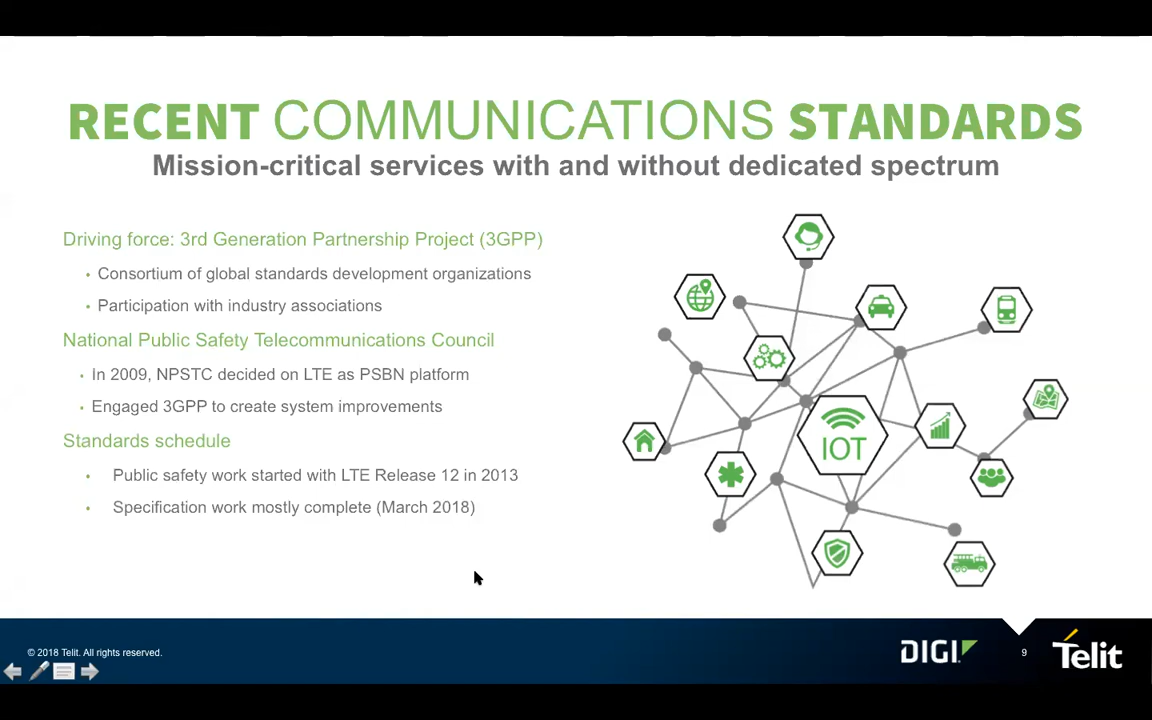 RECENT COMMUNICATIONS STANDARDS
Mission-critical services with and without dedicated spectrum
Driving force: 3rd Generation Partnership Project (3GPP)
• Consortium of global standards development organizations
• Participation with industry associations
National Public Safety Telecommunications Council
• In 2009, NPSTC decided on LTE as PSBN platform
• Engaged 3GPP to create system improvements
Standards schedule
• Public safety work started with LTE Release 12 in 2013
• Specification work mostly complete (March 2018)
IOT
© 2018 Telit. All rights reserved.
DIGI
9
Telit